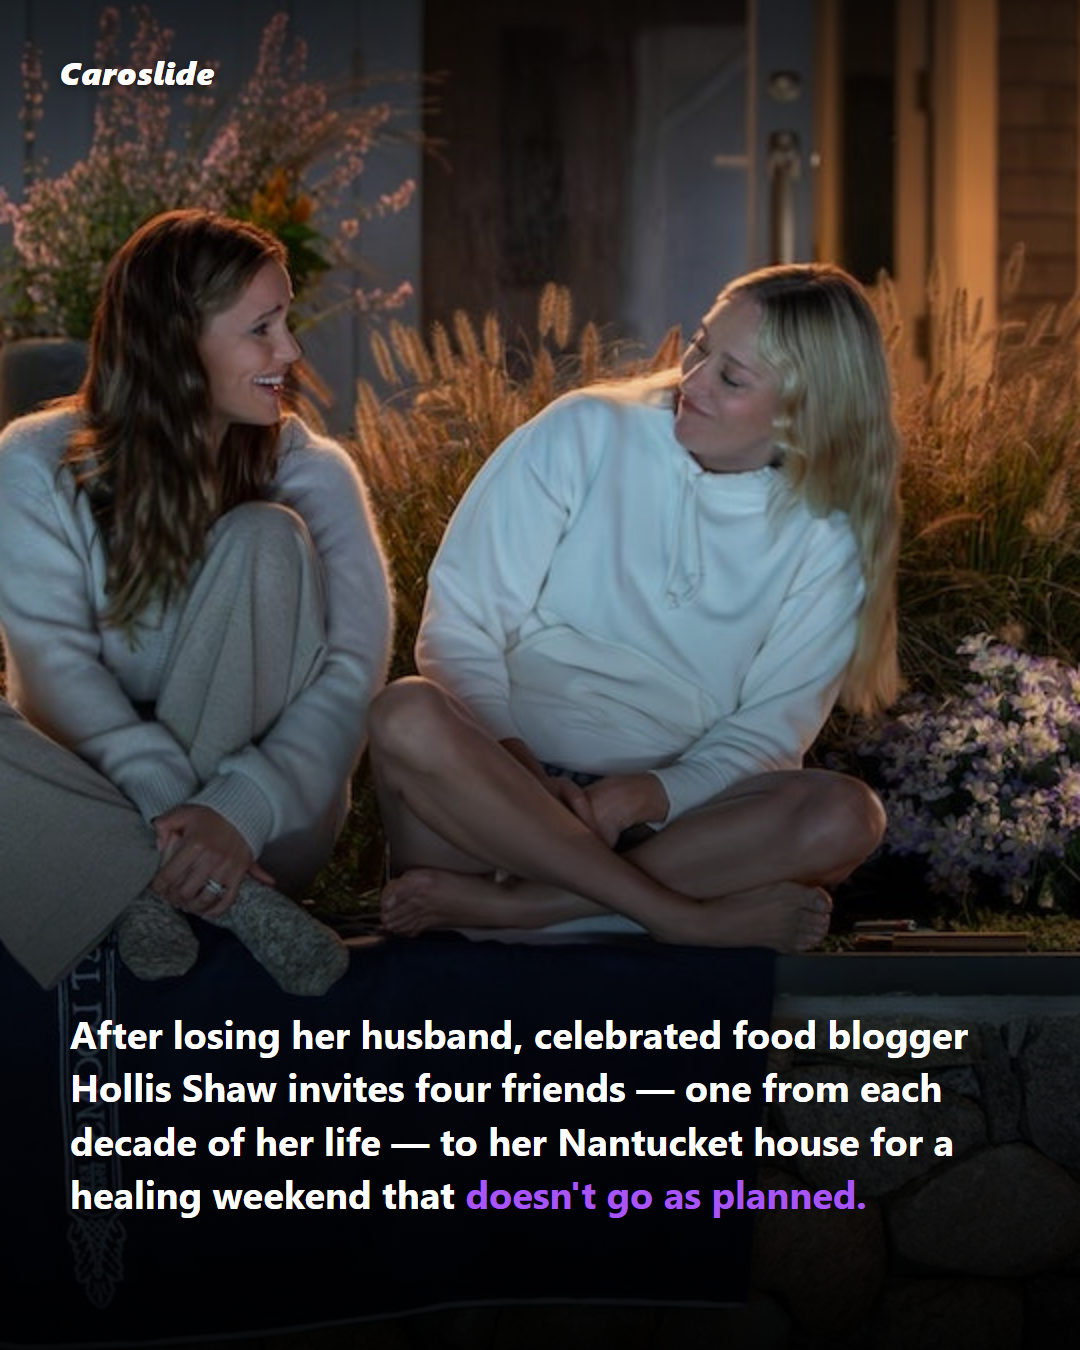 Caroslide
After losing her husband, celebrated food blogger
Hollis Shaw invites four friends — one from each
decade of her life — to her Nantucket house for a
healing weekend that doesn't go as planned.